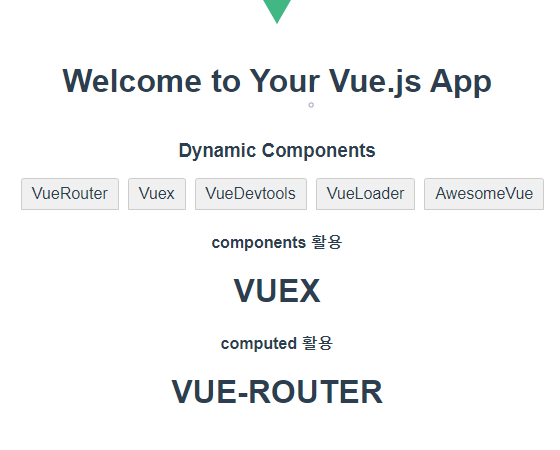 Welcome to Your Vue.js App
Dynamic Components
VueRouter Vuex VueDevtools VueLoader AwesomeVue
components 활용
VUEX
computed 활용
VUE-ROUTER